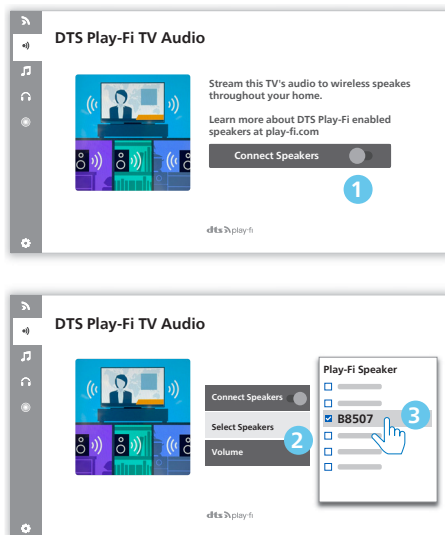 DTS Play-Fi TV Audio
Stream this TV's audio to wireless speakes
throughout your home.
Learn more about DTS Play-Fi enabled
speakers at play-fi.com
Connect Speakers
1
dts play-fi
DTS Play-Fi TV Audio
Connect Speakers
Select Speakers
2
Volume
Play-Fi Speaker
B8507
3
dts play-fi